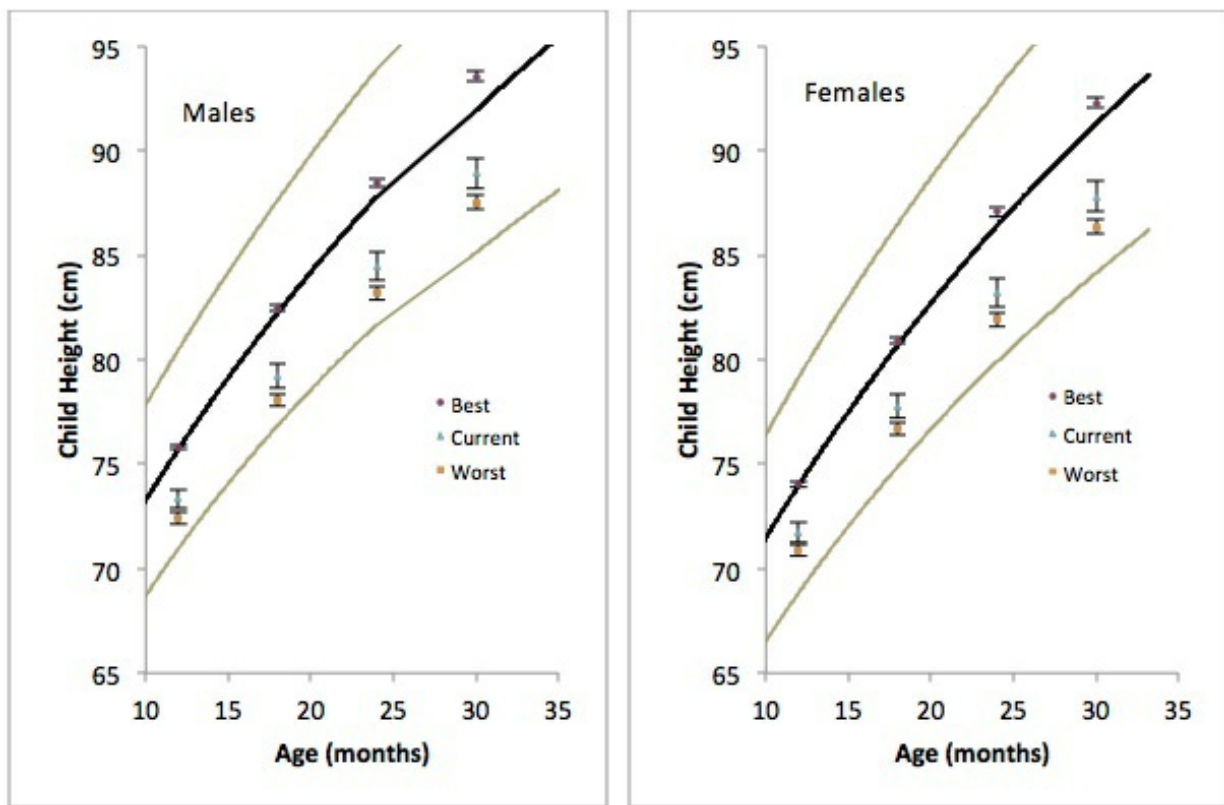 Males
Child Height (cm)
95
90
85
80
75
70
65
Best
Current
Worst
10 15 20 25 30 35
Age (months)
Females
Child Height (cm)
95
90
85
80
75
70
65
Best
Current
Worst
10 15 20 25 30 35
Age (months)